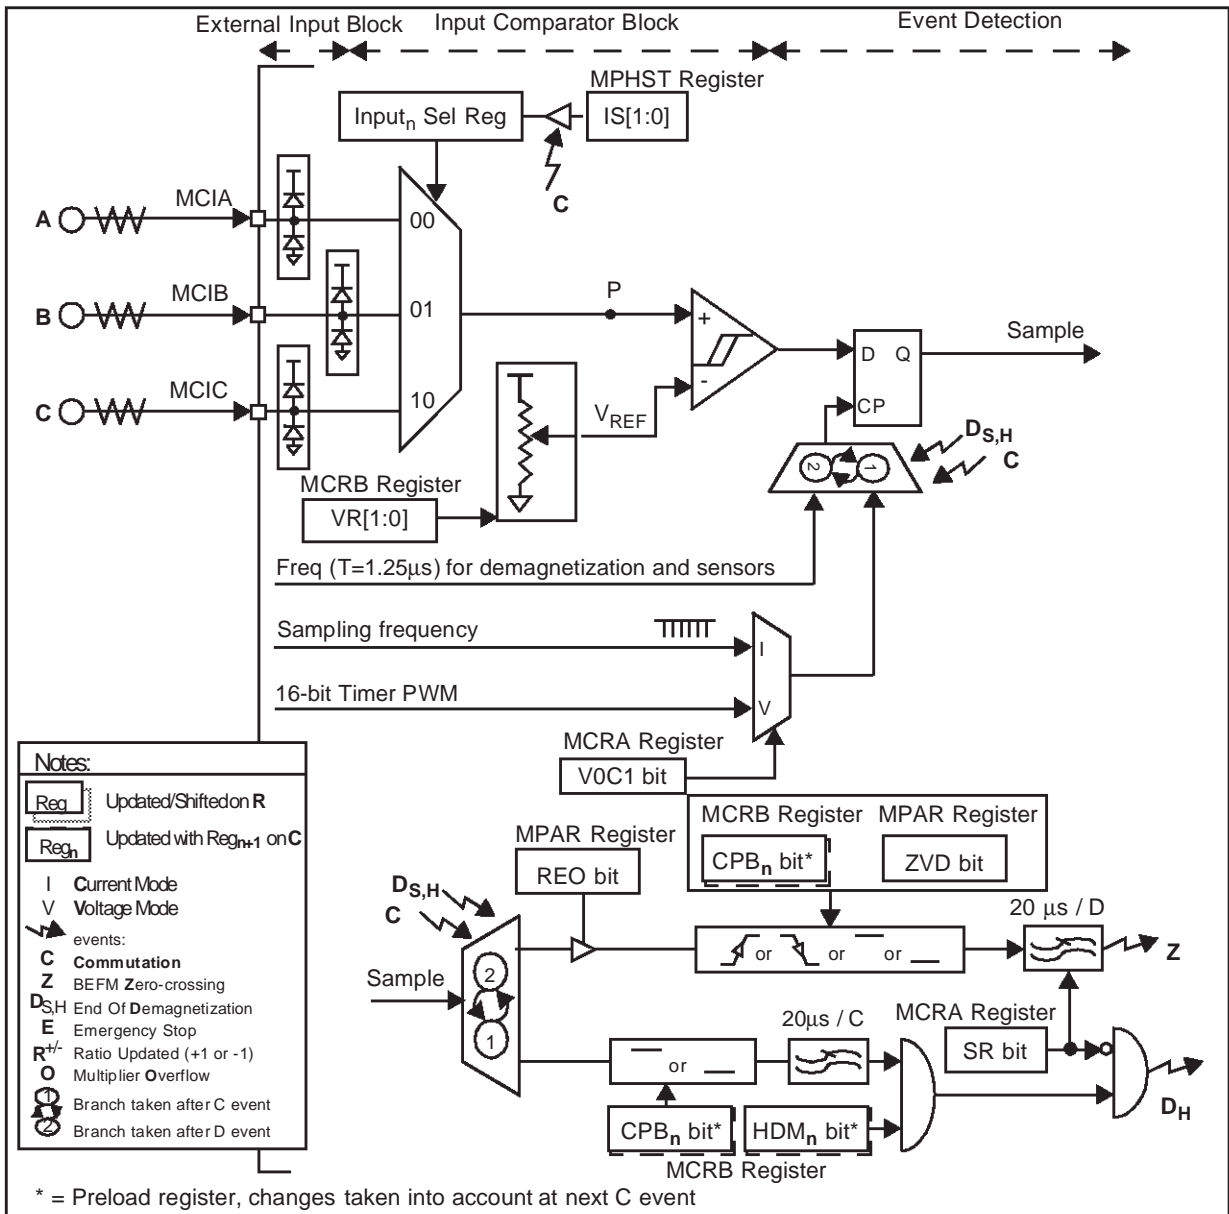 External Input Block
Input Comparator Block
Event Detection
MPHST Register
Input_n Sel Reg
IS[1:0]
C
A
MCIA
00
B
MCIB
01
P
+
-
D Q
CP
Sample
C
MCIC
10
V_REF
D_S,H
C
2
1
MCRB Register
VR[1:0]
Freq (T=1.25µs) for demagnetization and sensors
Sampling frequency
I
16-bit Timer PWM
V
MCRA Register
V0C1 bit
MCRB Register
MPAR Register
CPB_n bit*
ZVD bit
MPAR Register
REO bit
D_S,H
C
Sample
2
1
or or or
20 µs / D
Z
20µs / C
MCRA Register
SR bit
or
CPB_n bit*
HDM_n bit*
MCRB Register
D_H
Notes:
Reg
Updated/Shifted on R
Reg_n
Updated with Reg_n+1 on C
I Current Mode
V Voltage Mode
events:
C Commutation
Z BEFM Zero-crossing
D_S,H End Of Demagnetization
E Emergency Stop
R+/- Ratio Updated (+1 or -1)
O Multiplier Overflow
1 Branch taken after C event
2 Branch taken after D event
* = Preload register, changes taken into account at next C event